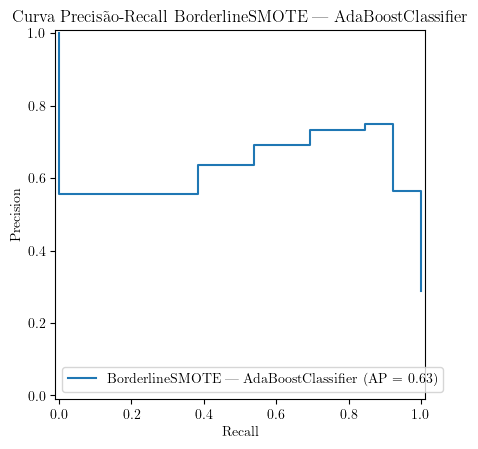 Curva Precisão-Recall BorderlineSMOTE — AdaBoostClassifier
1.0
0.8
0.6
0.4
0.2
0.0
Precision
BorderlineSMOTE — AdaBoostClassifier (AP = 0.63)
0.0 0.2 0.4 0.6 0.8 1.0
Recall